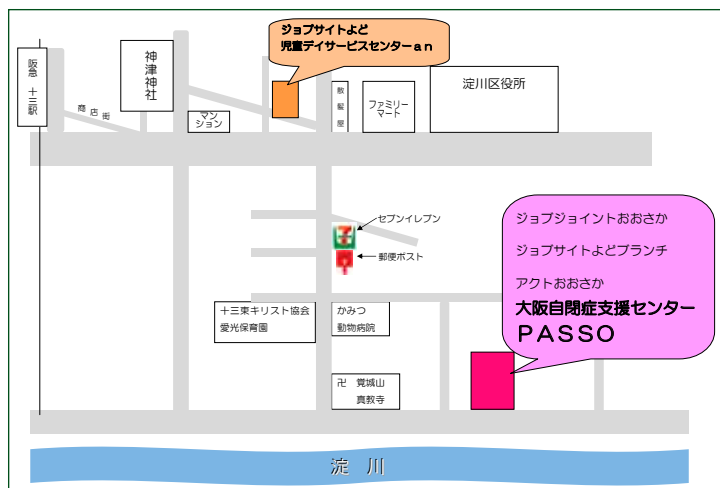 ジョブサイトよど
児童デイサービスセンターan
阪急 十三駅
神津神社
商店街
マン
ション
散髪屋
ファミリー
マート
淀川区役所
セブンイレブン
郵便ポスト
ジョブジョイントおおさか
ジョブサイトよどブランチ
アクトおおさか
大阪自閉症支援センター
PASSO
十三東キリスト協会
愛光保育園
かみつ
動物病院
卍 覚城山
真教寺
淀 川